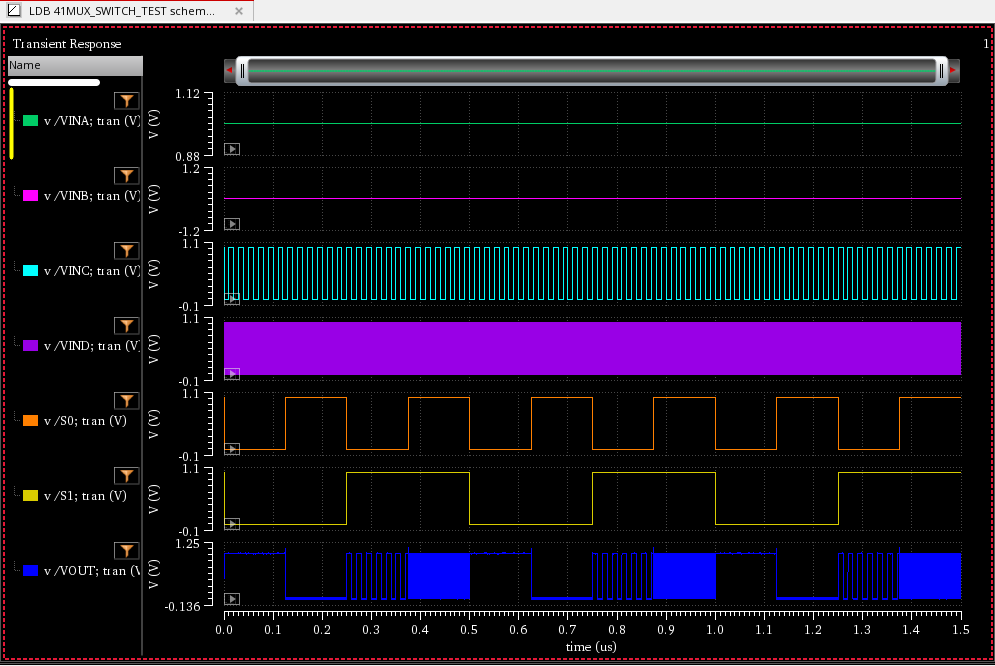 LDB 41MUX_SWITCH_TEST schem...
Transient Response
1
Name
1.12
V (V)
v /VINA; tran (V)
0.88
1.2
V (V)
v /VINB; tran (V)
-1.2
1.1
V (V)
v /VINC; tran (V)
-0.1
1.1
V (V)
v /VIND; tran (V)
-0.1
1.1
V (V)
v /S0; tran (V)
-0.1
1.1
V (V)
v /S1; tran (V)
-0.1
1.25
V (V)
v /VOUT; tran (V
-0.136
0.0 0.1 0.2 0.3 0.4 0.5 0.6 0.7 0.8 0.9 1.0 1.1 1.2 1.3 1.4 1.5
time (us)